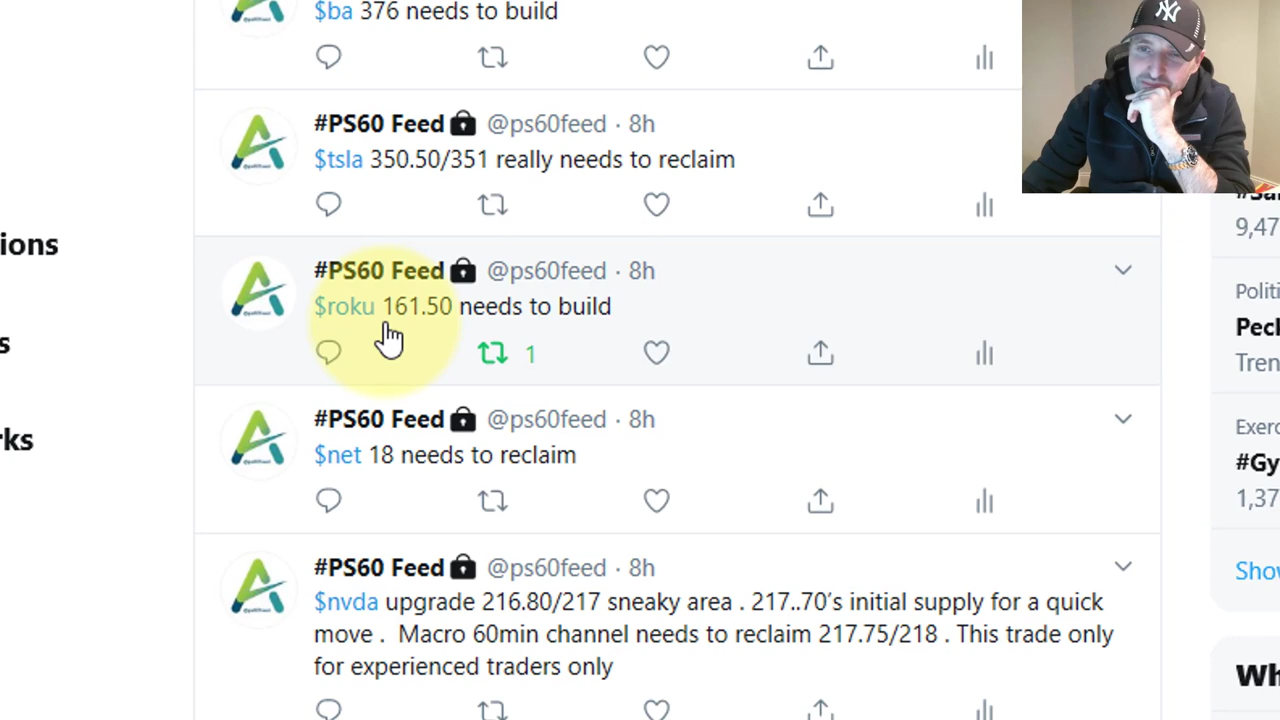 $ba 376 needs to build
#PS60 Feed @ps60feed · 8h
$tsla 350.50/351 really needs to reclaim
#PS60 Feed @ps60feed · 8h
$roku 161.50 needs to build
1
#PS60 Feed @ps60feed · 8h
$net 18 needs to reclaim
#PS60 Feed @ps60feed · 8h
$nvda upgrade 216.80/217 sneaky area . 217..70's initial supply for a quick
move . Macro 60min channel needs to reclaim 217.75/218 . This trade only
for experienced traders only
ions
s
rks
9,47
Politi
Pecl
Tren
Exerc
#Gy
1,37
Show
Wh
NY